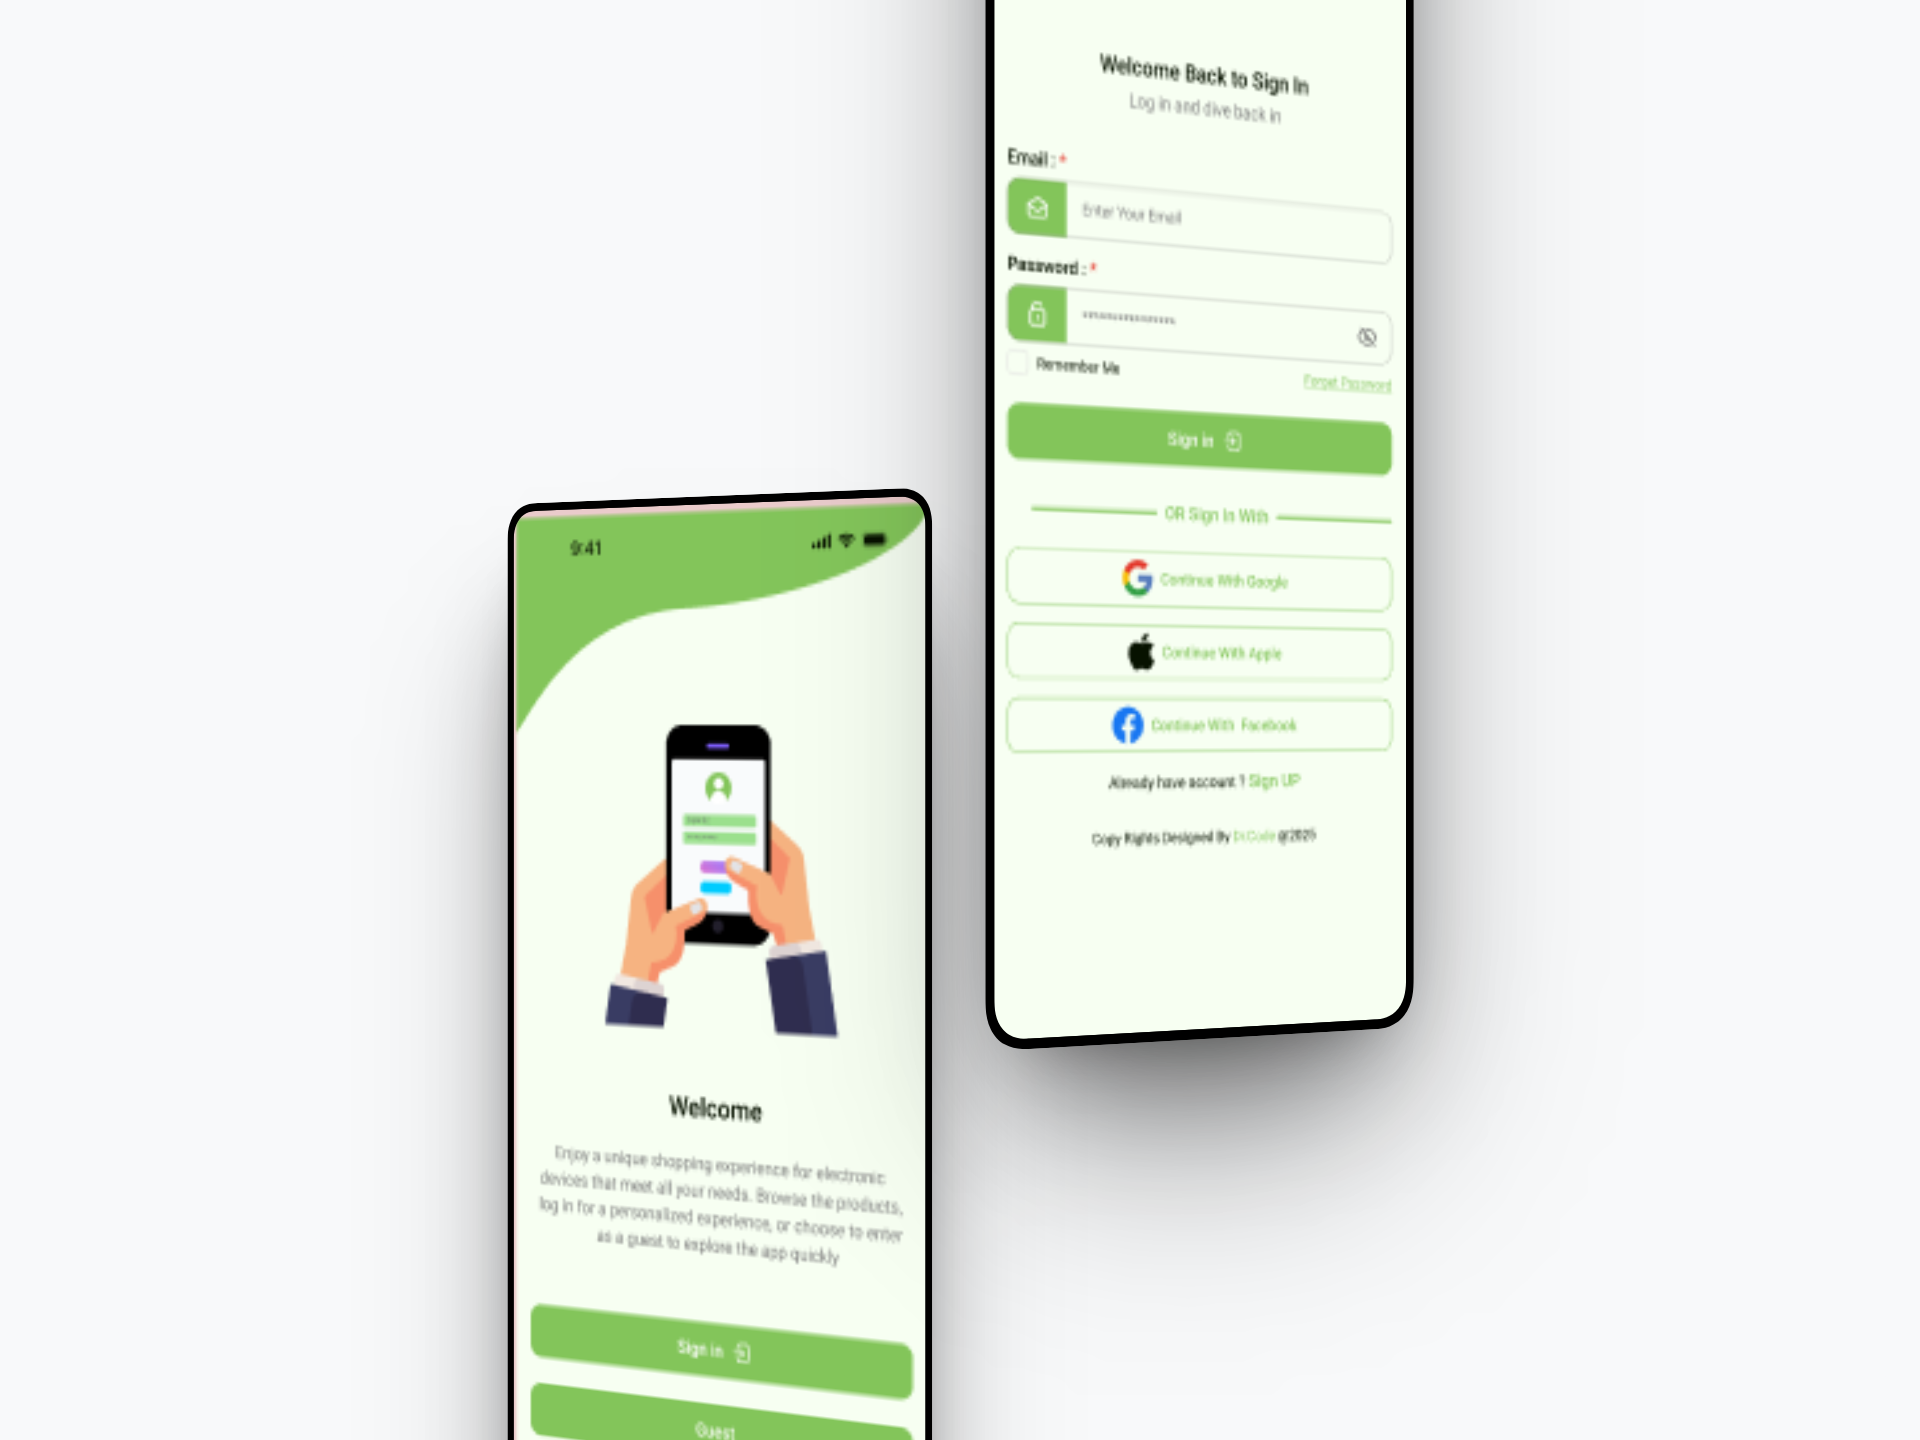 Welcome Back to Sign In
Log in and dive back in
Email : *
Enter Your Email
Password : *
****************
Remember Me
Forget Password
Sign in
OR Sign In With
Continue With Google
Continue With Apple
Continue With Facebook
Already have account ? Sign UP
Copy Rights Designed By Di.Code @2025
9:41
Welcome
Enjoy a unique shopping experience for electronic
devices that meet all your needs. Browse the products,
log in for a personalized experience, or choose to enter
as a guest to explore the app quickly
Sign in
Guest